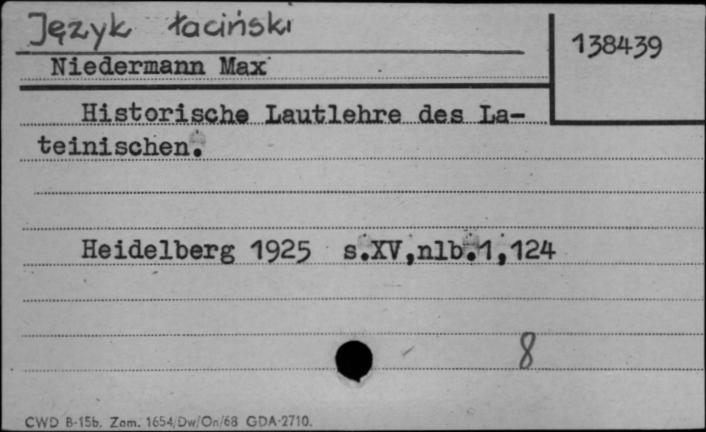 Język łaciński
138439
Niedermann Max
Historische Lautlehre des La-
teinischen.
Heidelberg 1925 s.XV,nlb.1,124
8
CWD B-15b. Zam. 1654/Dw/On/68 GDA-2710.